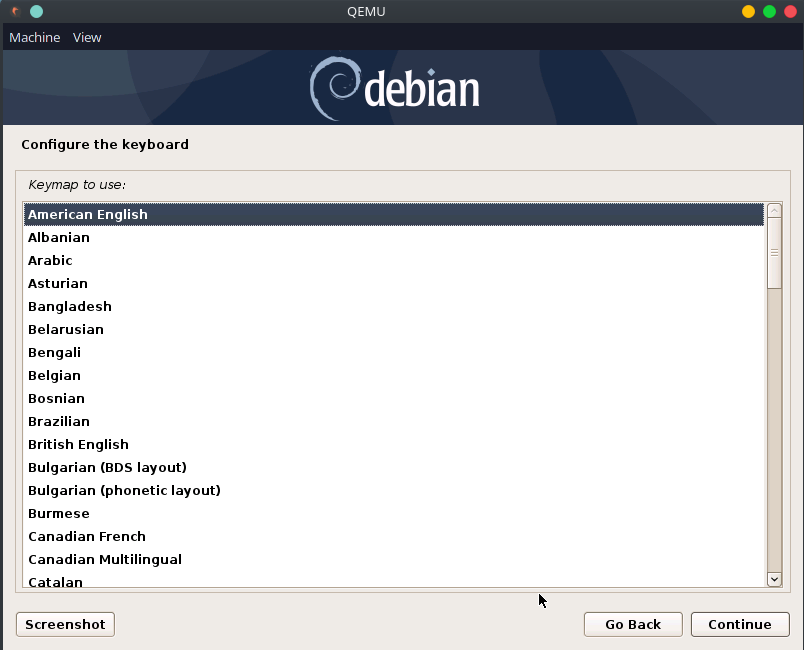 QEMU
Machine View
debian
Configure the keyboard
Keymap to use:
American English
Albanian
Arabic
Asturian
Bangladesh
Belarusian
Bengali
Belgian
Bosnian
Brazilian
British English
Bulgarian (BDS layout)
Bulgarian (phonetic layout)
Burmese
Canadian French
Canadian Multilingual
Catalan
Screenshot Go Back Continue